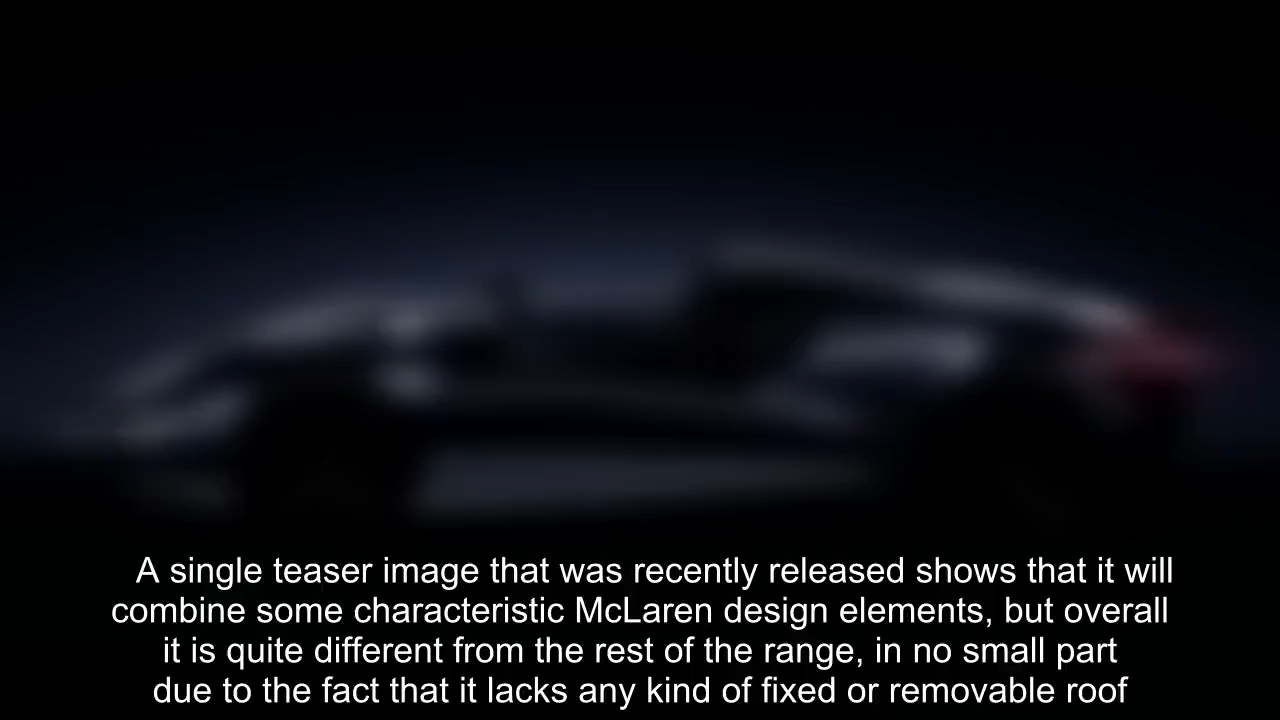 A single teaser image that was recently released shows that it will
combine some characteristic McLaren design elements, but overall
it is quite different from the rest of the range, in no small part
due to the fact that it lacks any kind of fixed or removable roof